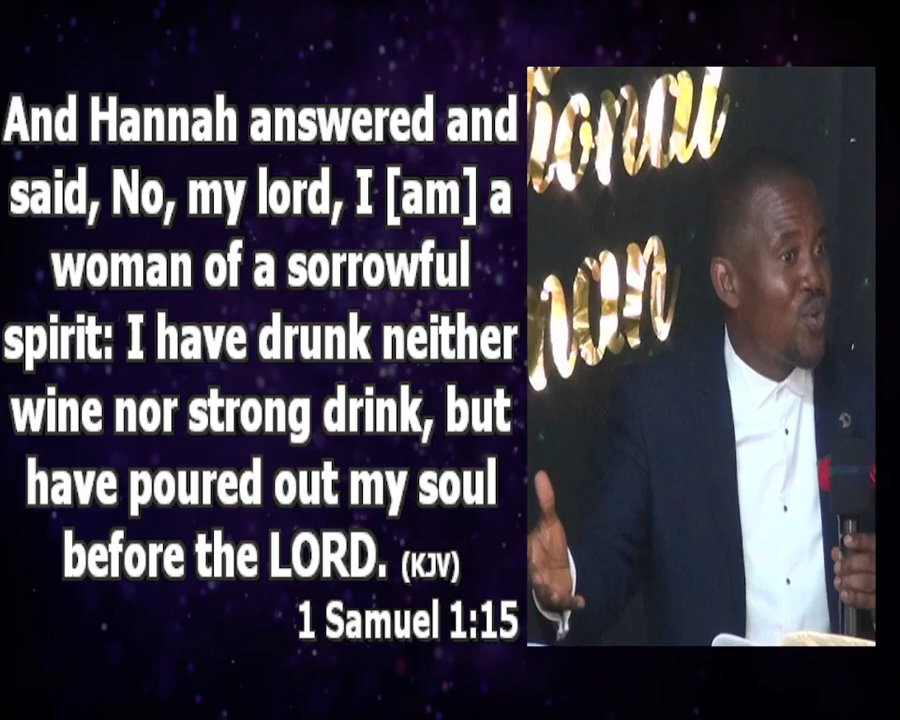 And Hannah answered and
said, No, my lord, I [am] a
woman of a sorrowful
spirit: I have drunk neither
wine nor strong drink, but
have poured out my soul
before the LORD. (KJV)
1 Samuel 1:15
ional